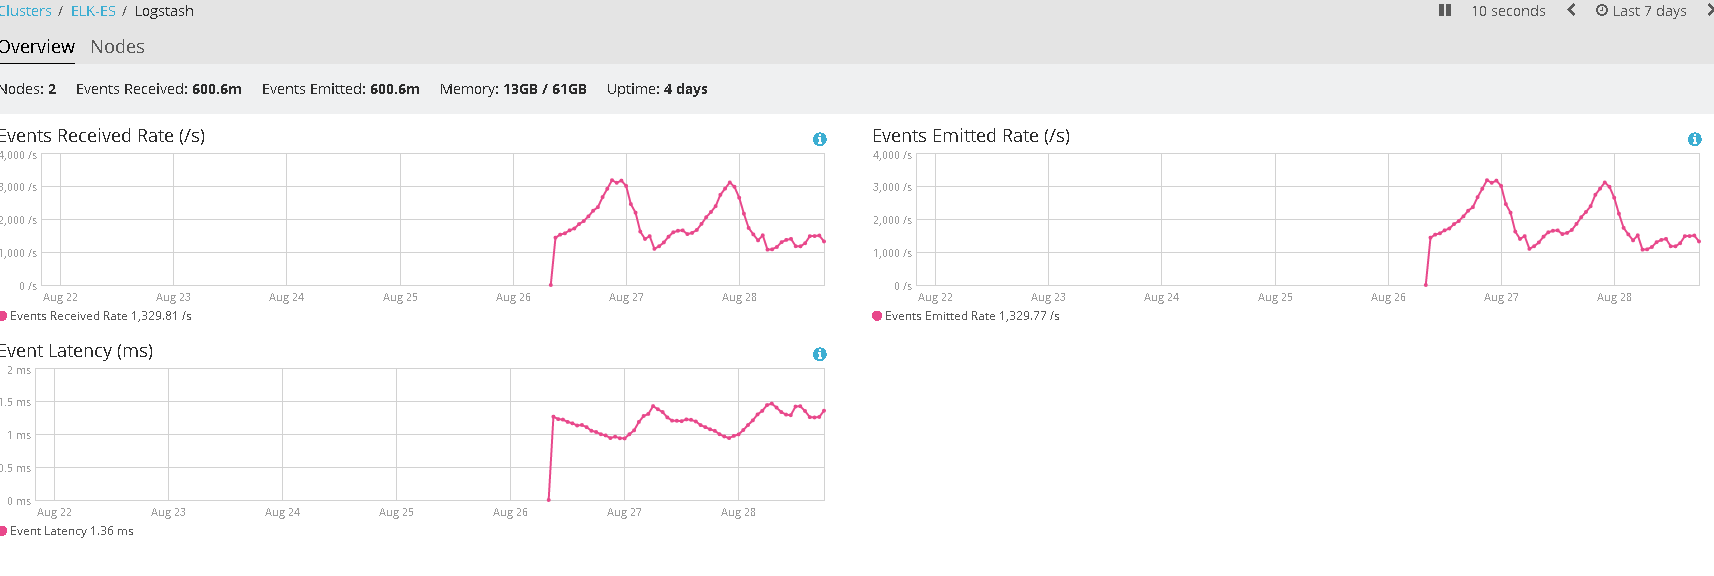 Clusters / ELK-ES / Logstash
10 seconds Last 7 days
Overview Nodes
Nodes: 2 Events Received: 600.6m Events Emitted: 600.6m Memory: 13GB / 61GB Uptime: 4 days
Events Received Rate (/s)
4,000 /s
3,000 /s
2,000 /s
1,000 /s
0 /s
Aug 22 Aug 23 Aug 24 Aug 25 Aug 26 Aug 27 Aug 28
Events Received Rate 1,329.81 /s
Events Emitted Rate (/s)
4,000 /s
3,000 /s
2,000 /s
1,000 /s
0 /s
Aug 22 Aug 23 Aug 24 Aug 25 Aug 26 Aug 27 Aug 28
Events Emitted Rate 1,329.77 /s
Event Latency (ms)
2 ms
1.5 ms
1 ms
0.5 ms
0 ms
Aug 22 Aug 23 Aug 24 Aug 25 Aug 26 Aug 27 Aug 28
Event Latency 1.36 ms